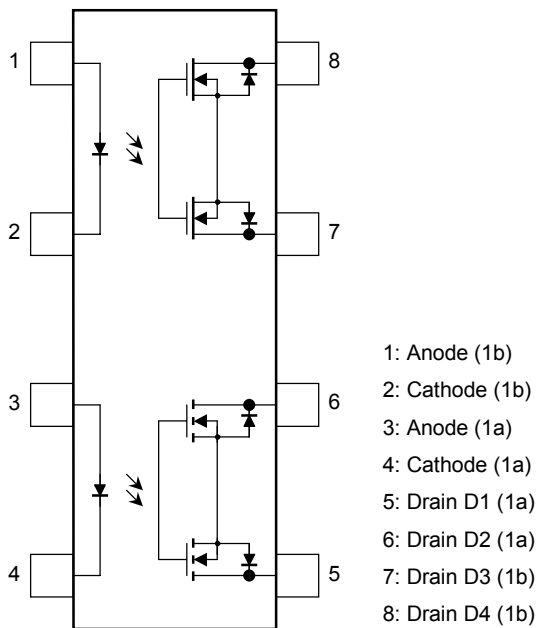 1
8
2
7
3
6
4
5
1: Anode (1b)
2: Cathode (1b)
3: Anode (1a)
4: Cathode (1a)
5: Drain D1 (1a)
6: Drain D2 (1a)
7: Drain D3 (1b)
8: Drain D4 (1b)